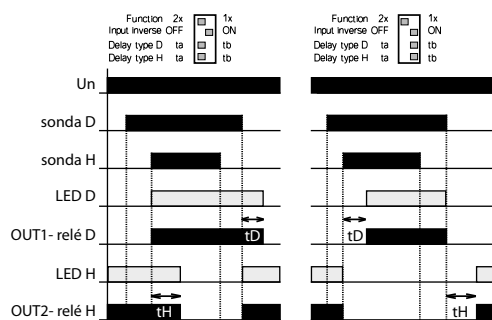 Function 2x 1x
Input inverse OFF ON
Delay type D ta tb
Delay type H ta tb
Function 2x 1x
Input inverse OFF ON
Delay type D ta tb
Delay type H ta tb
Un
sonda D
sonda H
LED D
OUT1- relé D
tD
tD
LED H
OUT2- relé H
tH
tH